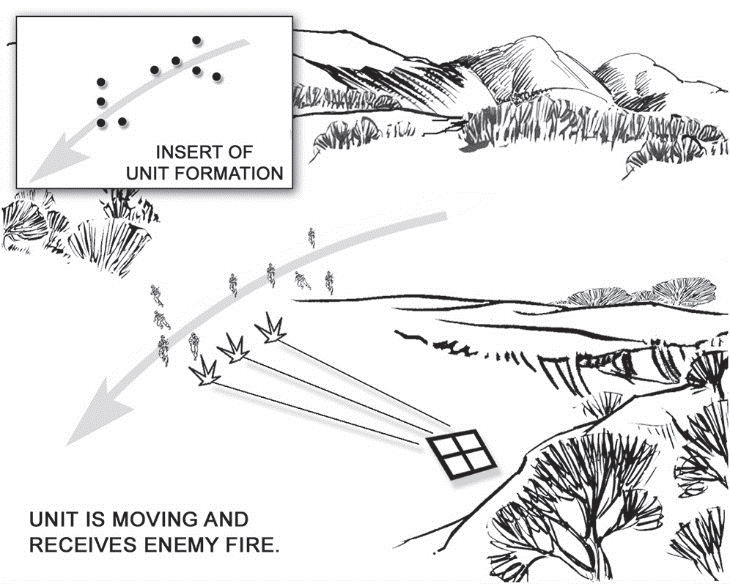 INSERT OF
UNIT FORMATION
UNIT IS MOVING AND
RECEIVES ENEMY FIRE.